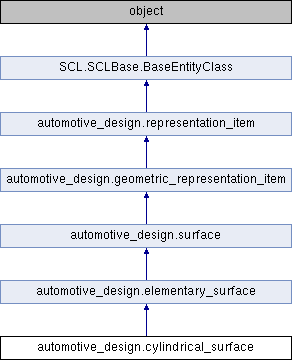 object
SCL.SCLBase.BaseEntityClass
automotive_design.representation_item
automotive_design.geometric_representation_item
automotive_design.surface
automotive_design.elementary_surface
automotive_design.cylindrical_surface